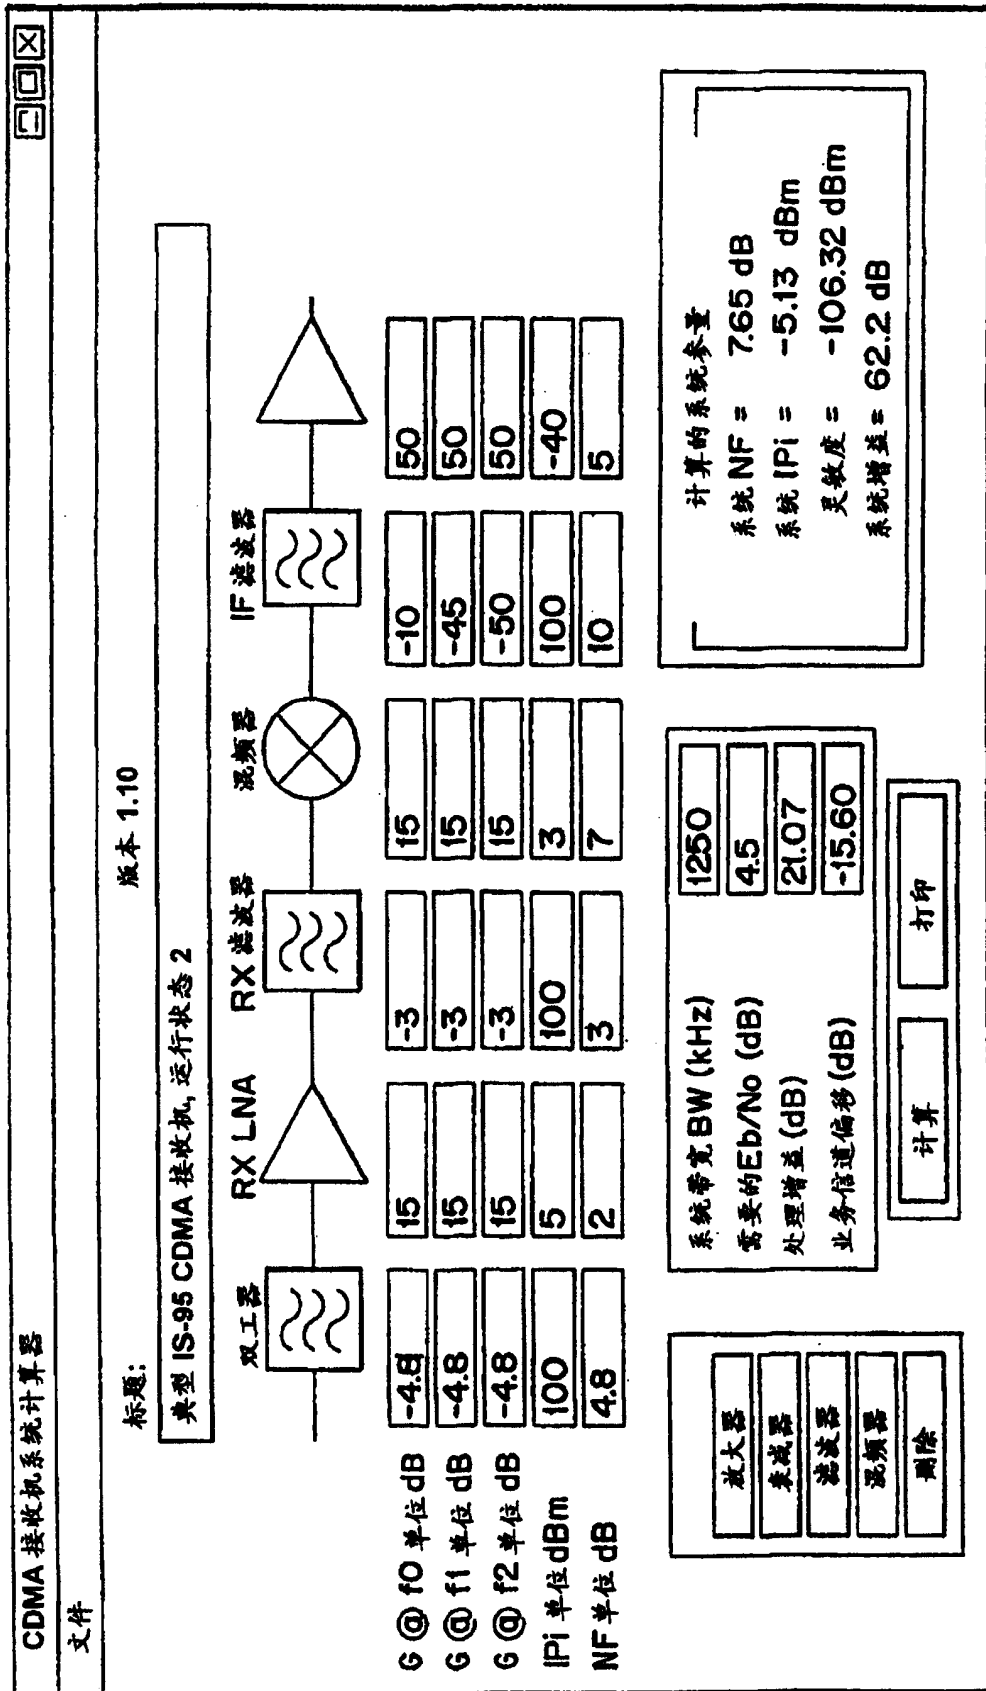 CDMA 接收机系统计算器
文件
版本 1.10
标题:
典型 IS-95 CDMA 接收机, 运行状态 2
双工器 RX LNA RX 滤波器 混频器 IF 滤波器
G @ f0 单位 dB -4.8 15 -3 15 -10 50
G @ f1 单位 dB -4.8 15 -3 15 -45 50
G @ f2 单位 dB -4.8 15 -3 15 -50 50
IPi 单位 dBm 100 5 100 3 100 -40
NF 单位 dB 4.8 2 3 7 10 5
放大器
衰减器
滤波器
混频器
删除
系统带宽 BW (kHz) 1250
需要的 Eb/No (dB) 4.5
处理增益 (dB) 21.07
业务信道偏移 (dB) -15.60
计算 打印
计算的系统参量
系统 NF = 7.65 dB
系统 IPi = -5.13 dBm
灵敏度 = -106.32 dBm
系统增益 = 62.2 dB